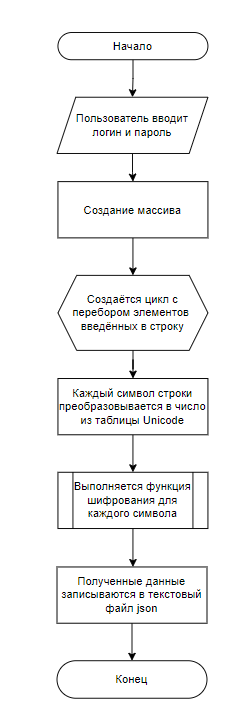 Начало
Пользователь вводит
логин и пароль
Создание массива
Создаётся цикл с
перебором элементов
введённых в строку
Каждый символ строки
преобразовывается в число
из таблицы Unicode
Выполняется функция
шифрования для
каждого символа
Полученные данные
записываются в текстовый
файл json
Конец